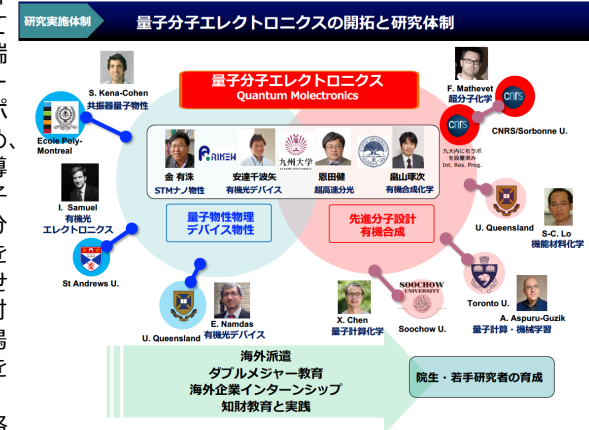 研究実施体制
量子分子エレクトロニクスの開拓と研究体制
量子分子エレクトロニクス
Quantum Molectronics
S. Kena-Cohen
共振器量子物性
Ecole Poly-
Montreal
F. Mathevet
超分子化学
cnrs
cnrs
CNRS/Sorbonne U.
九大内にもラボ
を設置済み
Int. Res. Prog.
RIKEN
九州大学
金 有洙
安達千波矢
恩田健
畠山琢次
STMナノ物性
有機光デバイス
超高速分光
有機合成化学
I. Samuel
有機光
エレクトロニクス
St Andrews U.
量子物性物理
デバイス物性
先進分子設計
有機合成
U. Queensland
S-C. Lo
機能材料化学
U. Queensland
E. Namdas
有機光デバイス
X. Chen
量子計算化学
SOOCHOW
UNIVERSITY
Soochow U.
Toronto U.
A. Aspuru-Guzik
量子計算・機械学習
海外派遣
ダブルメジャー教育
海外企業インターンシップ
知財教育と実践
院生・若手研究者の育成